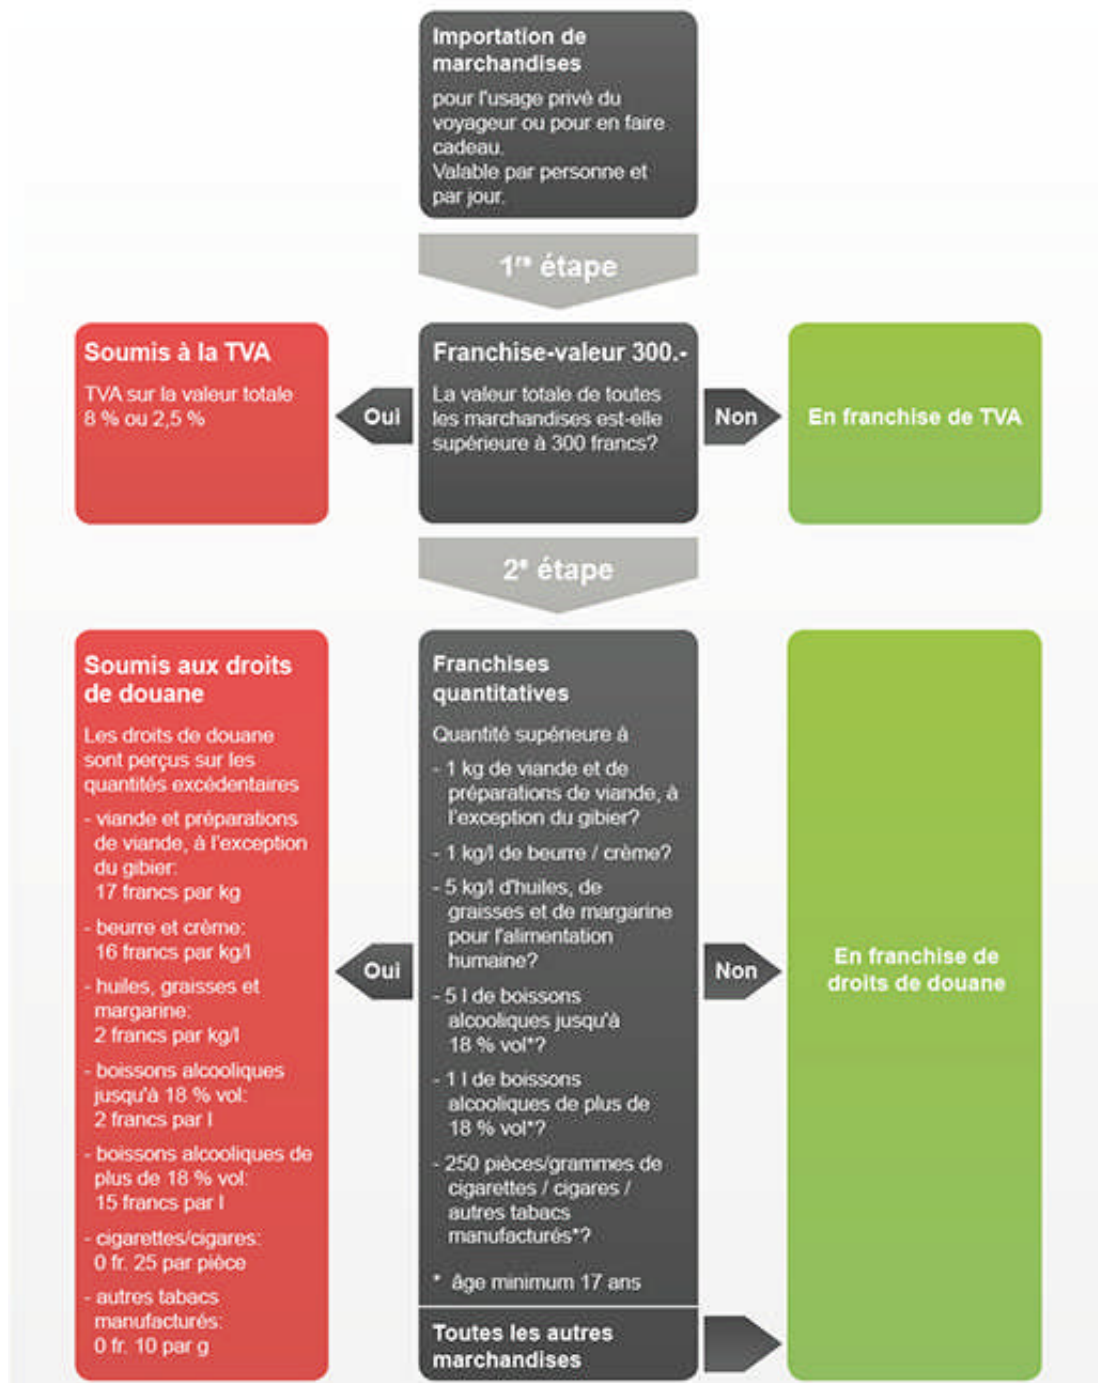 Importation de
marchandises
pour l'usage privé du
voyageur ou pour en faire
cadeau.
Valable par personne et
par jour.
1re étape
Soumis à la TVA
TVA sur la valeur totale
8 % ou 2,5 %
Oui
Franchise-valeur 300.-
La valeur totale de toutes
les marchandises est-elle
supérieure à 300 francs?
Non
En franchise de TVA
2e étape
Soumis aux droits
de douane
Les droits de douane
sont perçus sur les
quantités excédentaires
- viande et préparations
de viande, à l'exception
du gibier:
17 francs par kg
- beurre et crème:
16 francs par kg/l
- huiles, graisses et
margarine:
2 francs par kg/l
- boissons alcooliques
jusqu'à 18 % vol:
2 francs par l
- boissons alcooliques de
plus de 18 % vol:
15 francs par l
- cigarettes/cigares:
0 fr. 25 par pièce
- autres tabacs
manufacturés:
0 fr. 10 par g
Oui
Franchises
quantitatives
Quantité supérieure à
- 1 kg de viande et de
préparations de viande, à
l'exception du gibier?
- 1 kg/l de beurre / crème?
- 5 kg/l d'huiles, de
graisses et de margarine
pour l'alimentation
humaine?
- 5 l de boissons
alcooliques jusqu'à
18 % vol*?
- 1 l de boissons
alcooliques de plus de
18 % vol*?
- 250 pièces/grammes de
cigarettes / cigares /
autres tabacs
manufacturés*?
* âge minimum 17 ans
Toutes les autres
marchandises
Non
En franchise de
droits de douane